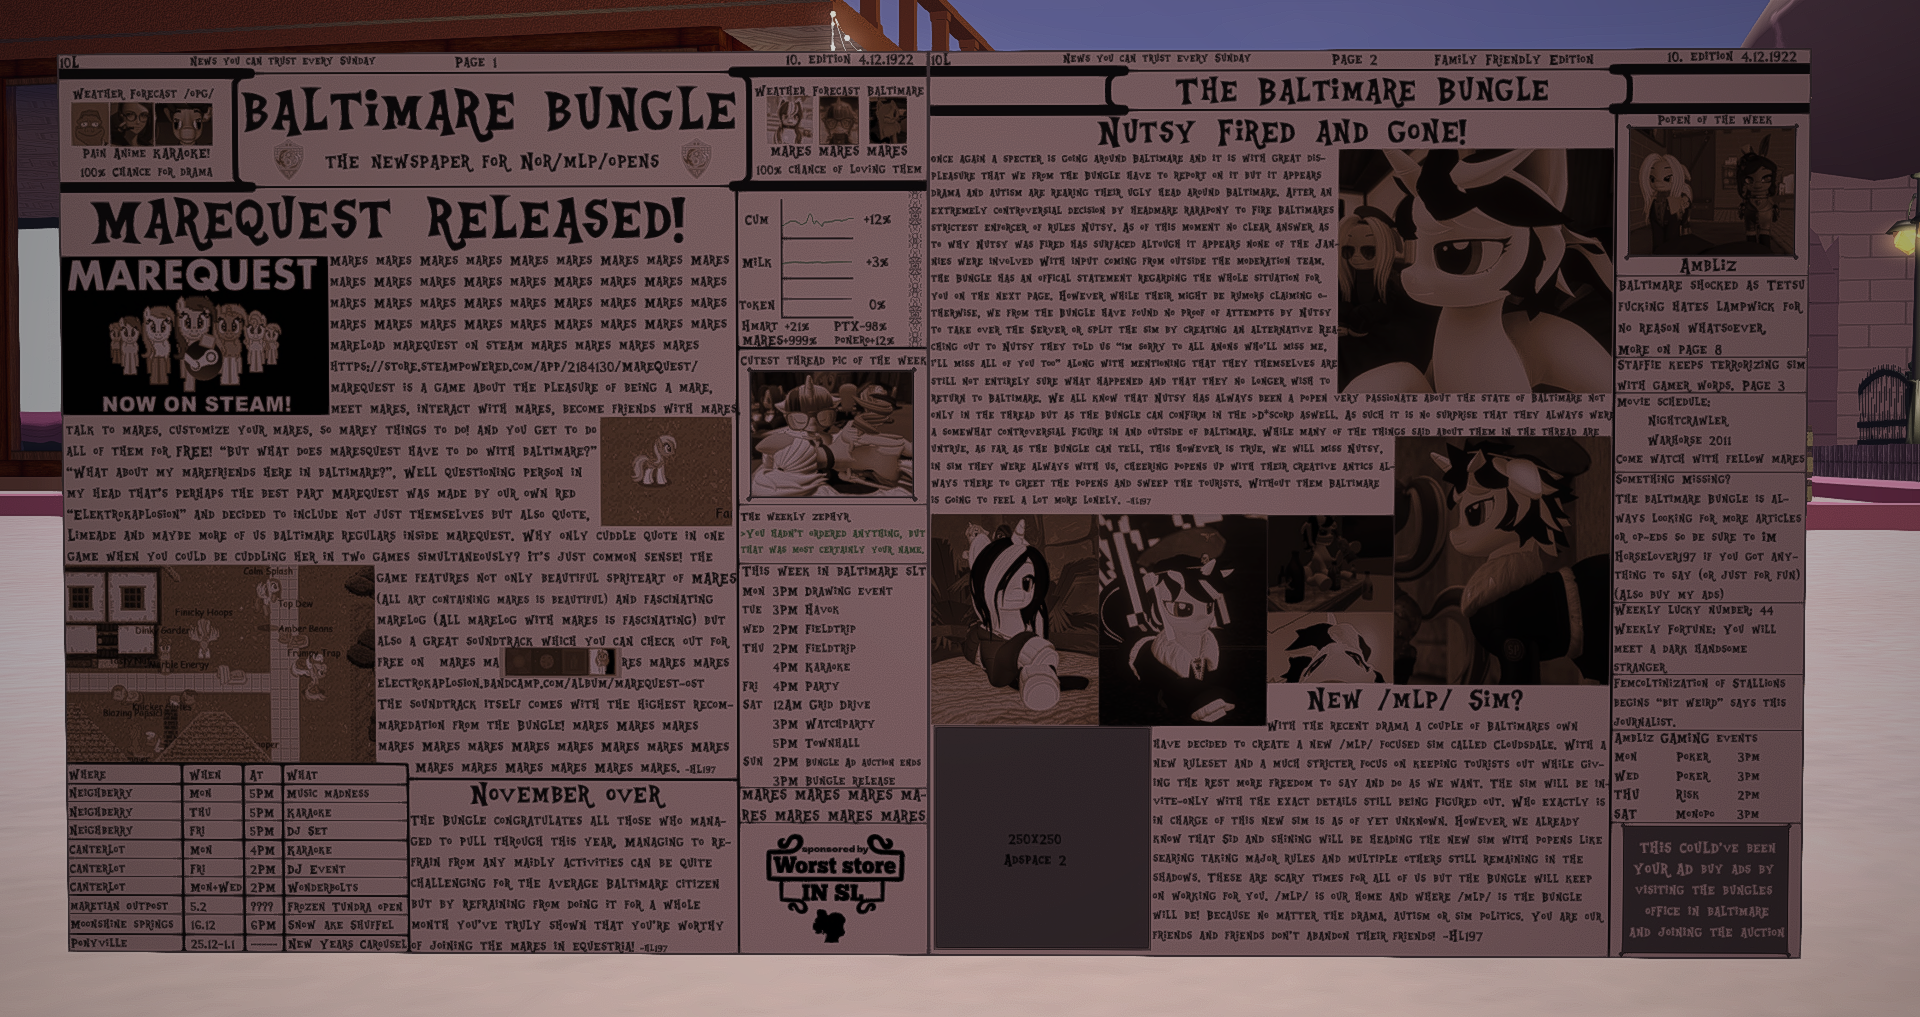 10L
News you can trust every Sunday
PAGE 1
10. Edition 4.12.1922
Weather Forecast /opg/
Pain Anime KARAOKE!
100% chance for drama
BALTIMARE BUNGLE
the newspaper for Nor/mlp/opens
Weather Forecast Baltimare
MARES MARES MARES
100% chance of loving them
MAREQUEST RELEASED!
MAREQUEST
NOW ON STEAM!
MARES MARES MARES MARES MARES MARES MARES MARES MARES
MARES MARES MARES MARES MARES MARES MARES MARES MARES
MARES MARES MARES MARES MARES MARES MARES MARES MARES
MARES MARES MARES MARES MARES MARES MARES MARES MARES
mareload marequest on steam mares mares mares mares
https://store.steampowered.com/app/2184130/MareQuest/
Marequest is a game about the pleasure of being a mare,
meet mares, interact with mares, become friends with mares
talk to mares, customize your mares, so marey things to do! And you get to do
all of them for FREE! "But what does maresquest have to do with Baltimare?"
"What about my marefriends here in Baltimare?", Well questioning person in
my head that's perhaps the best part Marequest was made by our own Red
"Elektrokaplosion" and decided to include not just themselves but also Quote,
Limeade and maybe more of us Baltimare regulars inside marequest. Why only cuddle Quote in one
game when you could be cuddling her in two games simultaneously? It's just common sense! The
game features not only beautiful spriteart of MARES
(all art containing mares is beautiful) and fascinating
marelog (All marelog with mares is fascinating) but
also a great soundtrack which you can check out for
free on mares ma
res mares mares
electrokaplosion.bandcamp.com/album/marequest-ost
The soundtrack itself comes with the highest recom-
maredation from the bungle! mares mares mares
mares mares mares mares mares mares mares mares
mares mares mares mares mares mares. -HL197
Fa
Calm Splash
Top Dew
Finicky Hoops
Amber Beans
Frumpy Trap
Marble Energy
CUM +12%
MILK +3%
TOKEN 0%
HMART +21% PTX-98%
MARES+999% PONERO+12%
Cutest thread pic of the week
The weekly Zephyr
>You hadn't ordered anything, but
that was most certainly your name.
This week in Baltimare SLT
Mon 3PM Drawing event
Tue 3PM Havok
Wed 2PM Fieldtrip
Thu 2PM Fieldtrip
4PM Karaoke
Fri 4PM Party
Sat 12AM Grid Drive
3PM Watchparty
5PM Townhall
Sun 2PM Bungle Ad auction ends
3PM Bungle release
MARES MARES MARES MA-
RES MARES MARES MARES
sponsored by
Worst store
IN SL
WHERE WHEN AT WHAT
Neighberry Mon 5PM Music Madness
Neighberry Thu 5PM Karaoke
Neighberry Fri 5PM DJ Set
Canterlot Mon 4PM Karaoke
Canterlot Fri 2PM DJ Event
Canterlot Mon+Wed 2PM Wonderbolts
Maretian Outpost 5.2 ???? Frozen Tundra open
Moonshine Springs 16.12 6PM Snow ake Shuffel
Ponyville 25.12-1.1 ------ New Years Carousel
November over
The Bungle congratulates all those who mana-
ged to pull through this year, managing to re-
frain from any maidly activities can be quite
challenging for the average Baltimare citizen
but by refraining from doing it for a whole
month you've truly shown that you're worthy
of joining the mares in Equestria! -HL197
10L
News you can trust every Sunday
PAGE 2
Family Friendly Edition
10. Edition 4.12.1922
THE BALTIMARE BUNGLE
Nutsy Fired and gone!
Once again a specter is going around Baltimare and it is with great dis-
pleasure that we from the Bungle have to report on it but it appears
drama and autism are rearing their ugly head around Baltimare. After an
extremely controversial decision by headmare Rarapony to fire Baltimares
strictest enforcer of rules Nutsy. As of this moment no clear answer as
to why Nutsy was fired has surfaced altough it appears none of the jan-
nies were involved with input coming from outside the moderation team.
The bungle has an offical statement regarding the whole situation for
you on the next page. However while their might be rumors claiming o-
therwise, we from the bungle have found no proof of attempts by Nutsy
to take over the Server or split the sim by creating an alternative Rea-
ching out to Nutsy they told us "im sorry to all anons who'll miss me,
I'll miss all of you too" along with mentioning that they themselves are
still not entirely sure what happened and that they no longer wish to
return to Baltimare. We all know that Nutsy has always been a popen very passionate about the state of Baltimare not
only in the thread but as the bungle can confirm in the >D*scord aswell. As such it is no surprise that they always were
a somewhat controversial figure in and outside of Baltimare. While many of the things said about them in the thread are
untrue, as far as the bungle can tell, this however is true, we will miss Nutsy.
In sim they were always with us, cheering popens up with their creative antics al-
ways there to greet the popens and sweep the tourists. Without them Baltimare
is going to feel a lot more lonely. -HL197
New /mlp/ Sim?
With the recent drama a couple of Baltimares own
have decided to create a new /mlp/ focused sim called Cloudsdale. With a
new ruleset and a much stricter focus on keeping tourists out while giv-
ing the rest more freedom to say and do as we want. The sim will be in-
vite-only with the exact details still being figured out. Who exactly is
in charge of this new sim is as of yet unknown. However we already
know that Sid and Shining will be heading the new sim with popens like
Searing taking major rules and multiple others still remaining in the
shadows. These are scary times for all of us but the bungle will keep
on working for you. /mlp/ is our home and where /mlp/ is the bungle
will be! Because no matter the drama, autism or sim politics. You are our
friends and friends don't abandon their friends! -HL197
250x250
Adspace 2
Popen of the week
Ambliz
Baltimare shocked as Tetsu
fucking hates Lampwick for
no reason whatsoever.
More on page 8
Staffie keeps terrorizing sim
with gamer words. Page 3
Movie schedule:
Nightcrawler
Warhorse 2011
Come watch with fellow mares
Something missing?
The Baltimare Bungle is al-
ways looking for more articles
or op-eds so be sure to IM
Horselover197 if you got any-
thing to say (or just for fun)
(Also buy my ads)
Weekly Lucky Number: 44
Weekly Fortune: You will
meet a dark handsome
stranger
Femcoltinization of stallions
begins "bit weird" says this
journalist.
Ambliz GAMING events
Mon Poker 3PM
Wed Poker 3PM
Thu Risk 2PM
Sat Monopo 3PM
This could've been
your ad buy ads by
visiting the bungles
office in Baltimare
and joining the auction